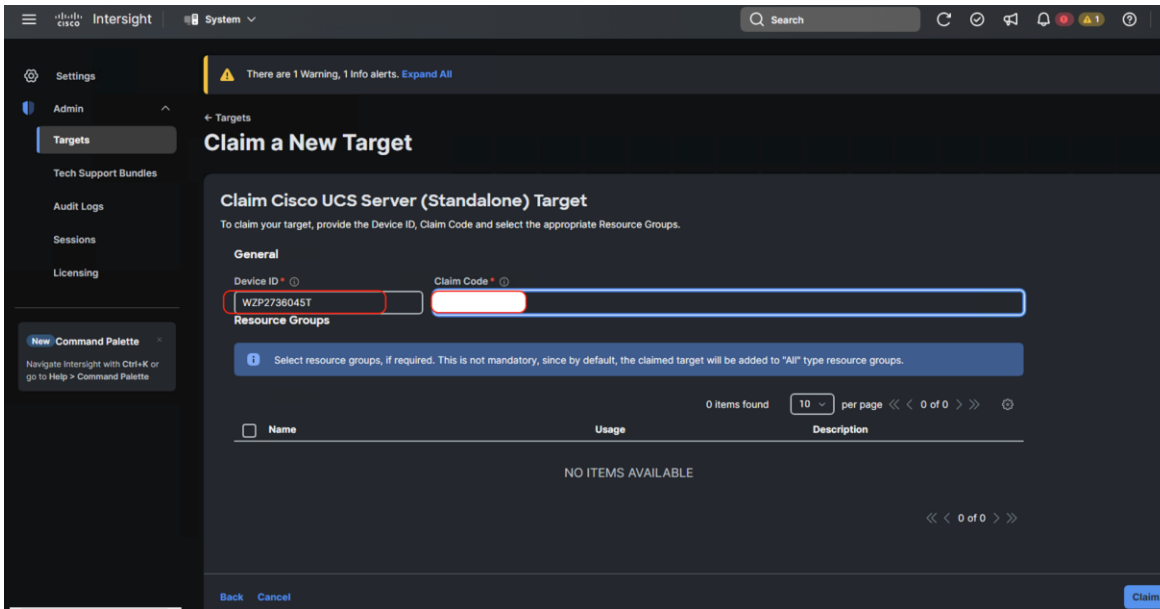 cisco Intersight System Search 0 1
Settings
There are 1 Warning, 1 Info alerts. Expand All
Admin
← Targets
Targets
Claim a New Target
Tech Support Bundles
Claim Cisco UCS Server (Standalone) Target
Audit Logs
To claim your target, provide the Device ID, Claim Code and select the appropriate Resource Groups.
Sessions
General
Licensing
Device ID * Claim Code *
WZP2736045T
Resource Groups
New Command Palette ×
Navigate Intersight with Ctrl+K or
go to Help > Command Palette
Select resource groups, if required. This is not mandatory, since by default, the claimed target will be added to "All" type resource groups.
0 items found 10 per page 0 of 0
Name Usage Description
NO ITEMS AVAILABLE
0 of 0
Back Cancel Claim